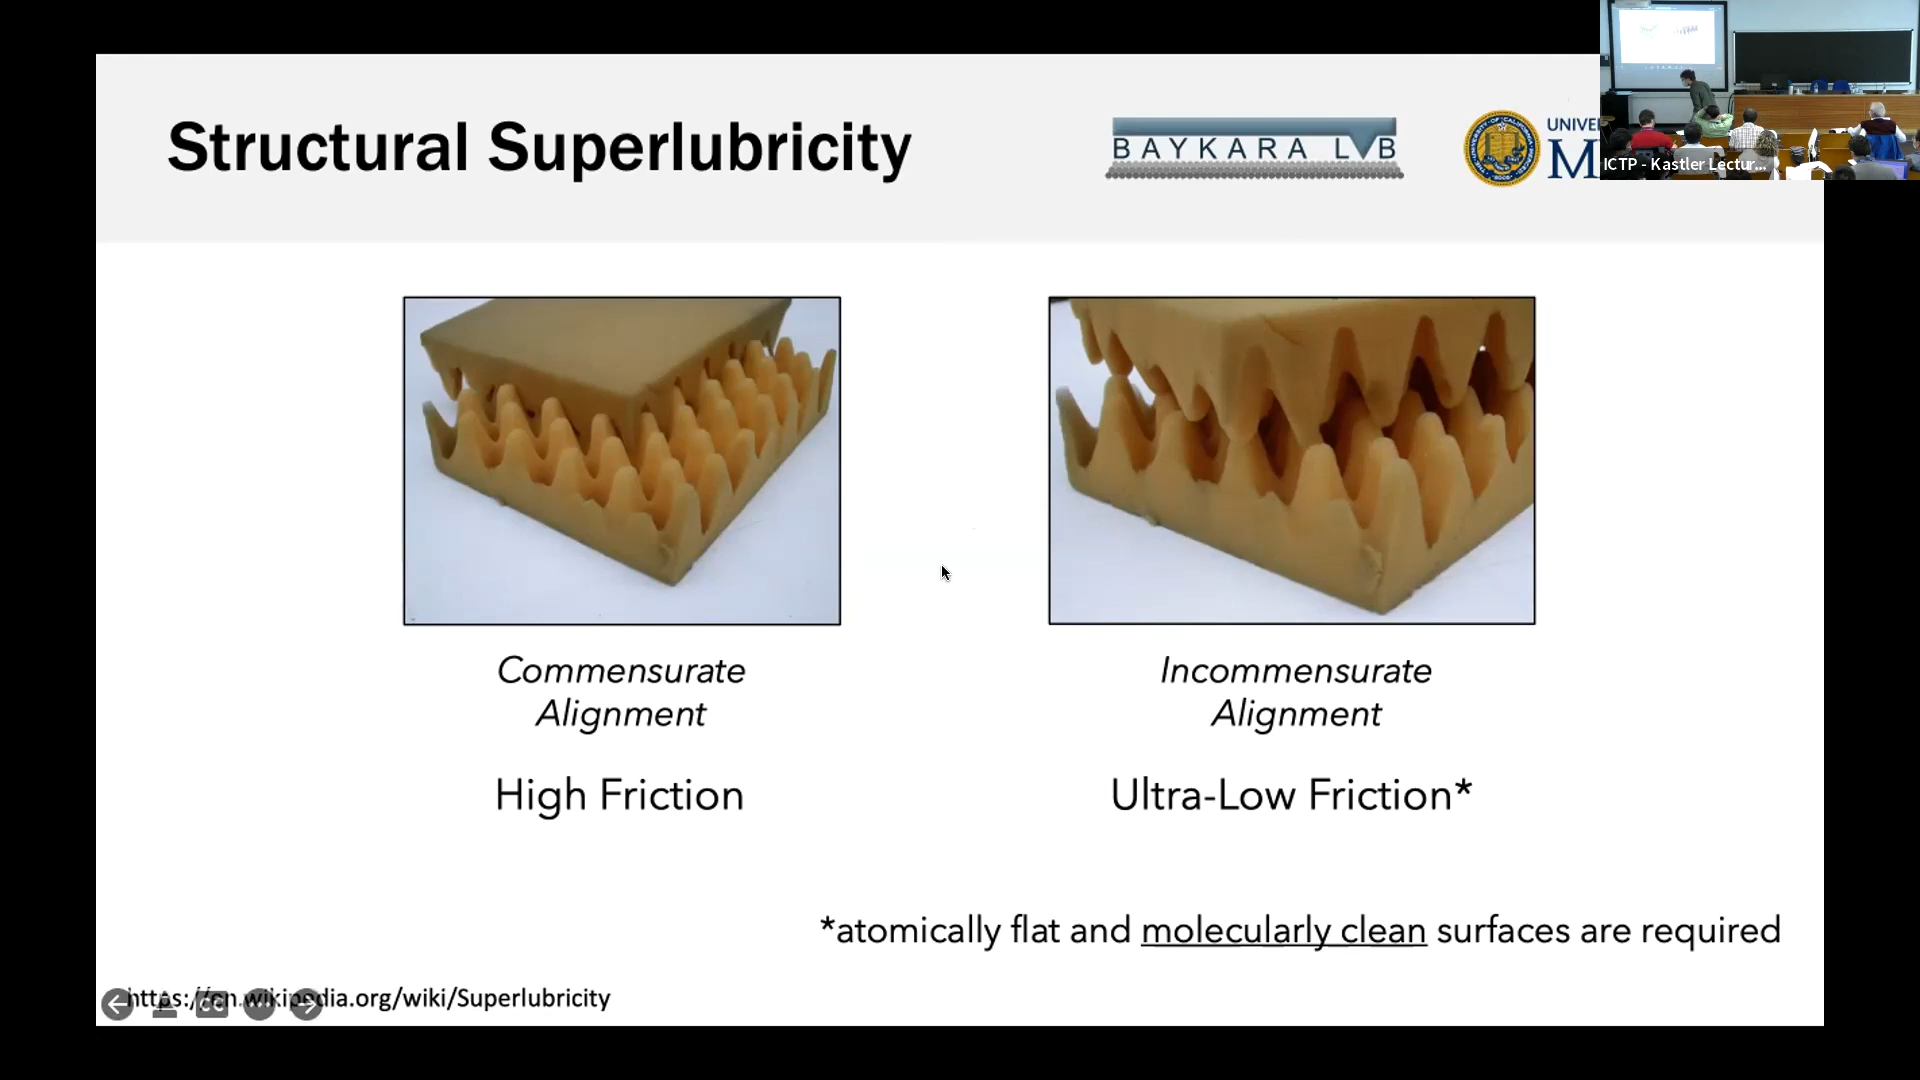 Structural Superlubricity
BAYKARA LAB
UNIVE
M
ICTP - Kastler Lectur...
Commensurate
Alignment
Incommensurate
Alignment
High Friction
Ultra-Low Friction*
*atomically flat and molecularly clean surfaces are required
https://en.wikipedia.org/wiki/Superlubricity
CC